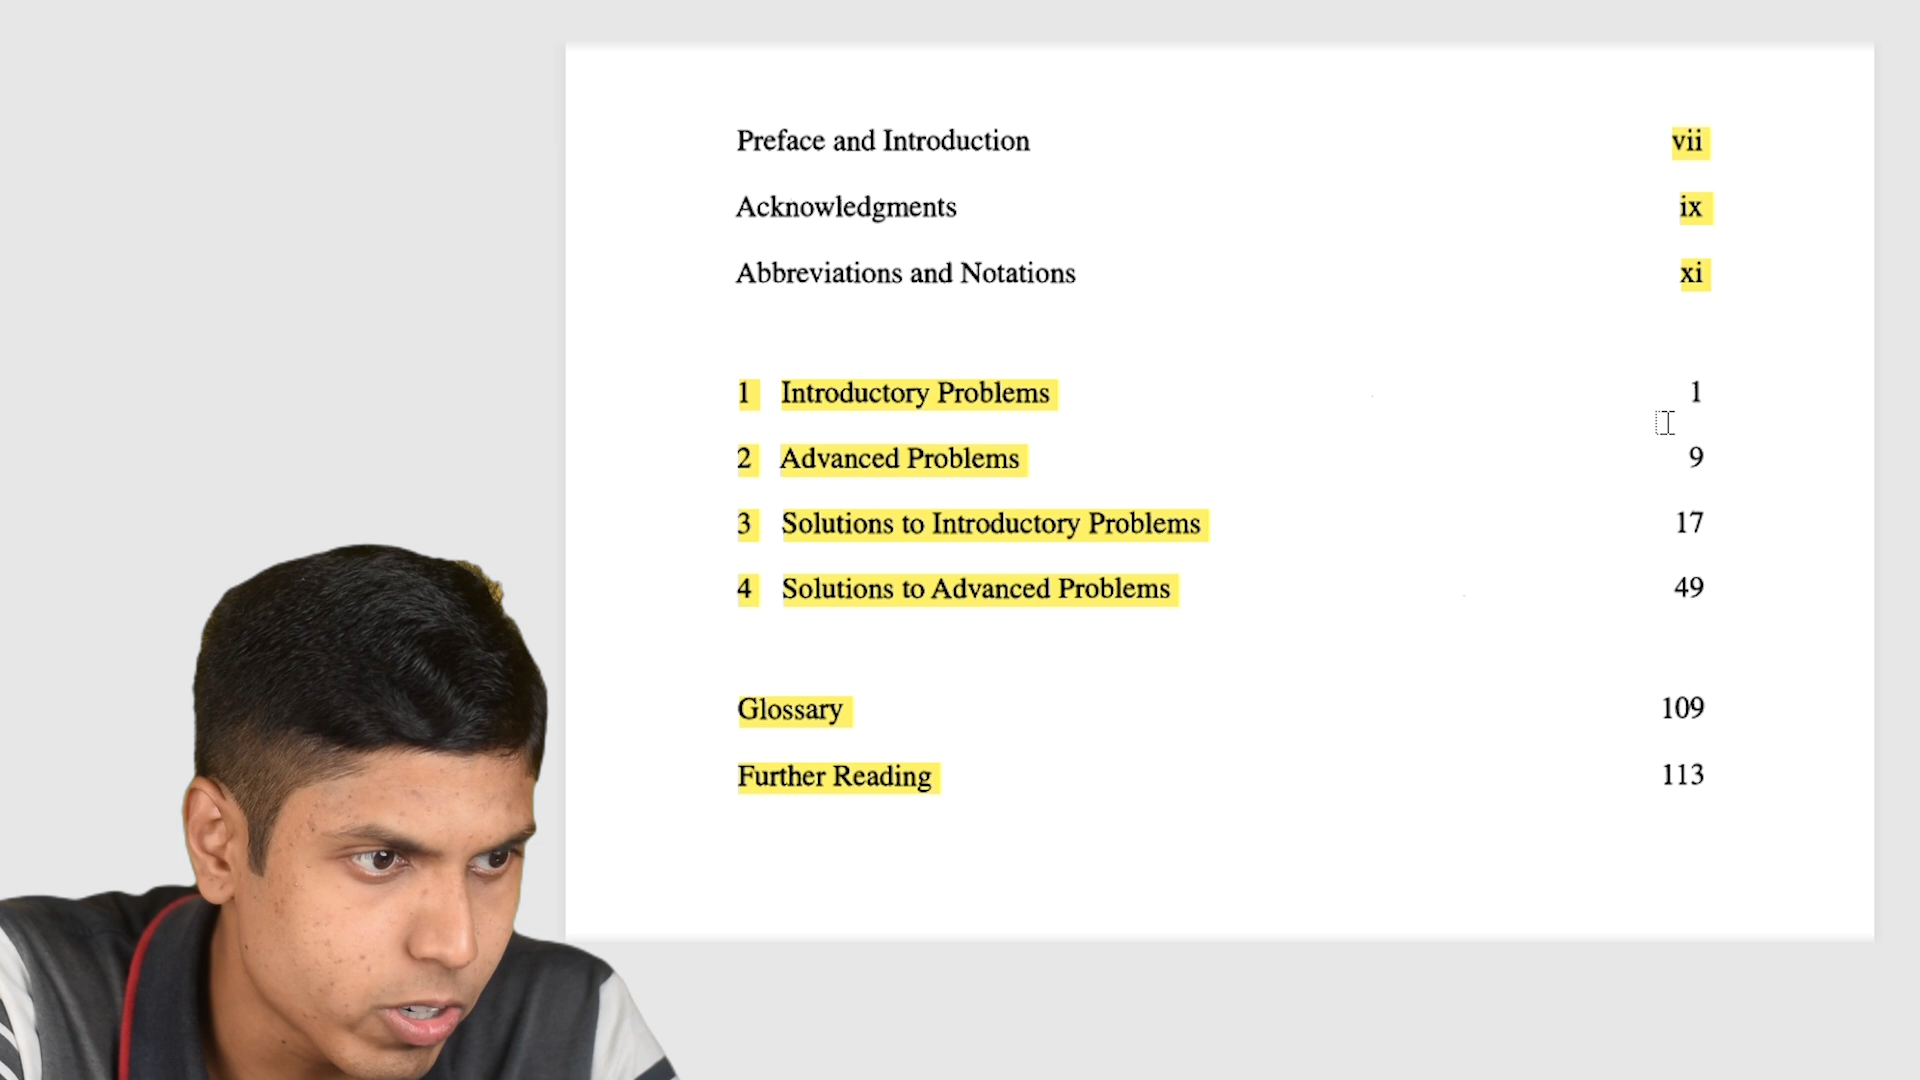 Preface and Introduction vii
Acknowledgments ix
Abbreviations and Notations xi
1 Introductory Problems 1
2 Advanced Problems 9
3 Solutions to Introductory Problems 17
4 Solutions to Advanced Problems 49
Glossary 109
Further Reading 113